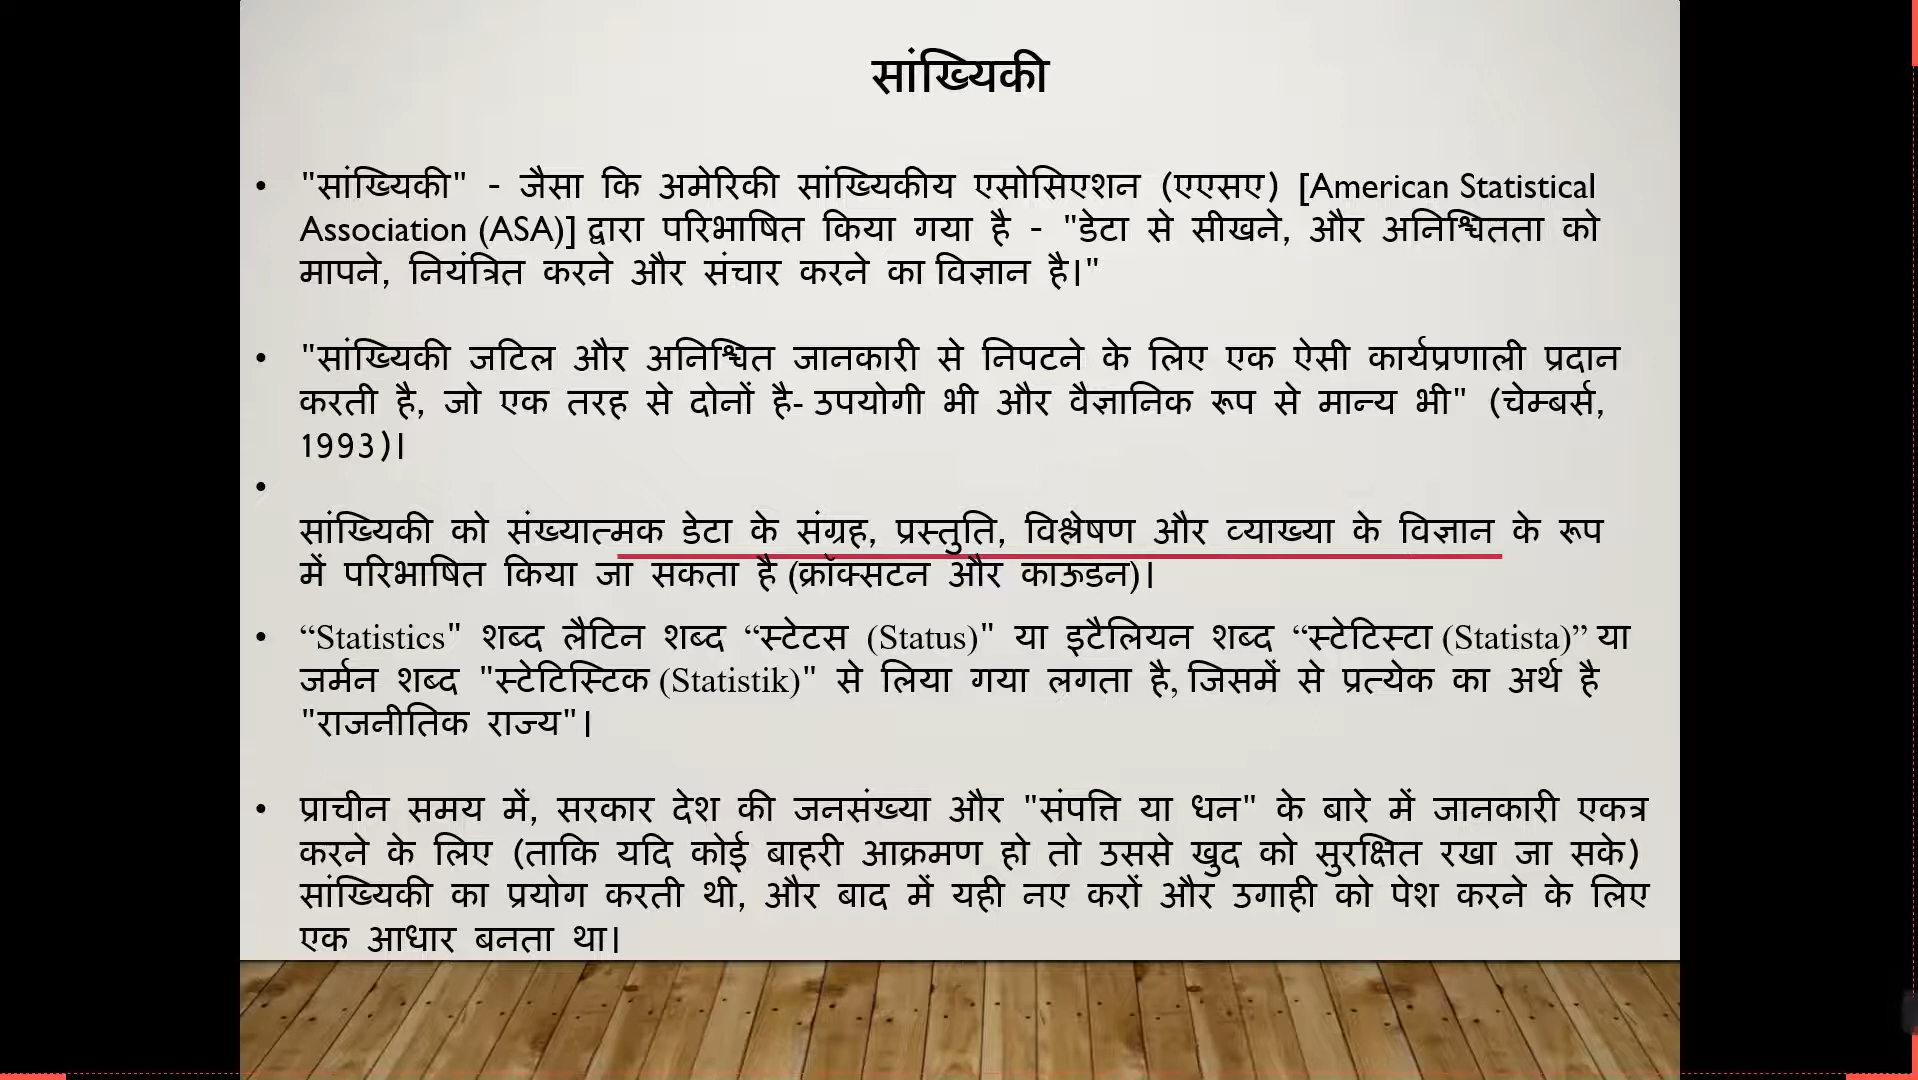 सांख्यिकी
• "सांख्यिकी" - जैसा कि अमेरिकी सांख्यिकीय एसोसिएशन (एएसए) [American Statistical
Association (ASA)] द्वारा परिभाषित किया गया है - "डेटा से सीखने, और अनिश्चितता को
मापने, नियंत्रित करने और संचार करने का विज्ञान है।"
• "सांख्यिकी जटिल और अनिश्चित जानकारी से निपटने के लिए एक ऐसी कार्यप्रणाली प्रदान
करती है, जो एक तरह से दोनों है- उपयोगी भी और वैज्ञानिक रूप से मान्य भी" (चेम्बर्स,
1993)।
•
सांख्यिकी को संख्यात्मक डेटा के संग्रह, प्रस्तुति, विश्लेषण और व्याख्या के विज्ञान के रूप
में परिभाषित किया जा सकता है (क्रॉक्सटन और काऊडन)।
• “Statistics" शब्द लैटिन शब्द “स्टेटस (Status)" या इटैलियन शब्द “स्टेटिस्टा (Statista)” या
जर्मन शब्द "स्टेटिस्टिक (Statistik)" से लिया गया लगता है, जिसमें से प्रत्येक का अर्थ है
"राजनीतिक राज्य"।
• प्राचीन समय में, सरकार देश की जनसंख्या और "संपत्ति या धन" के बारे में जानकारी एकत्र
करने के लिए (ताकि यदि कोई बाहरी आक्रमण हो तो उससे खुद को सुरक्षित रखा जा सके)
सांख्यिकी का प्रयोग करती थी, और बाद में यही नए करों और उगाही को पेश करने के लिए
एक आधार बनता था।